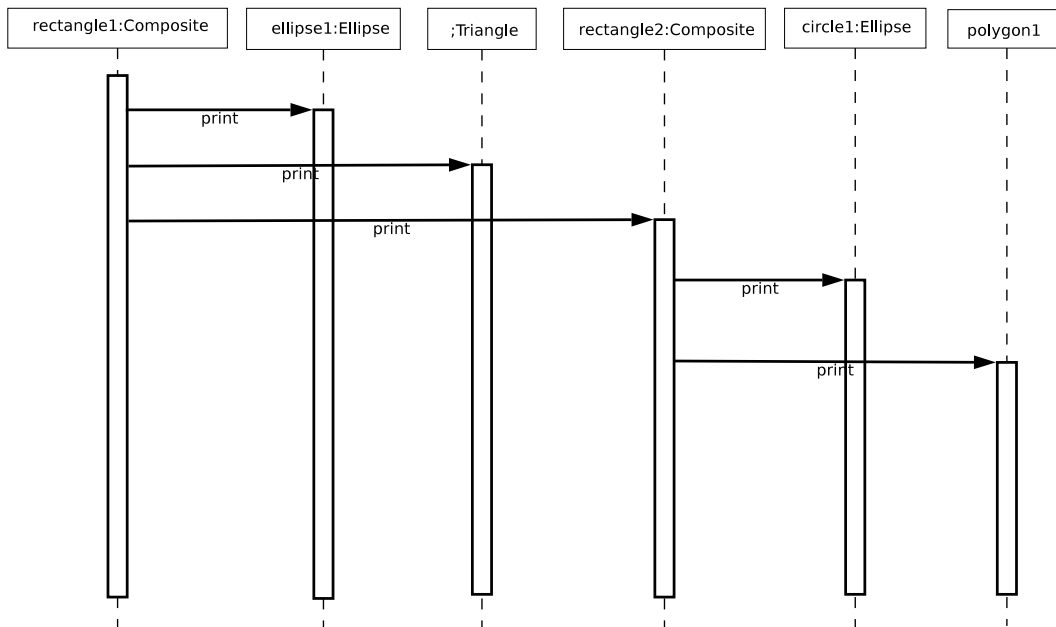 rectangle1:Composite
ellipse1:Ellipse
;Triangle
rectangle2:Composite
circle1:Ellipse
polygon1
print
print
print
print
print